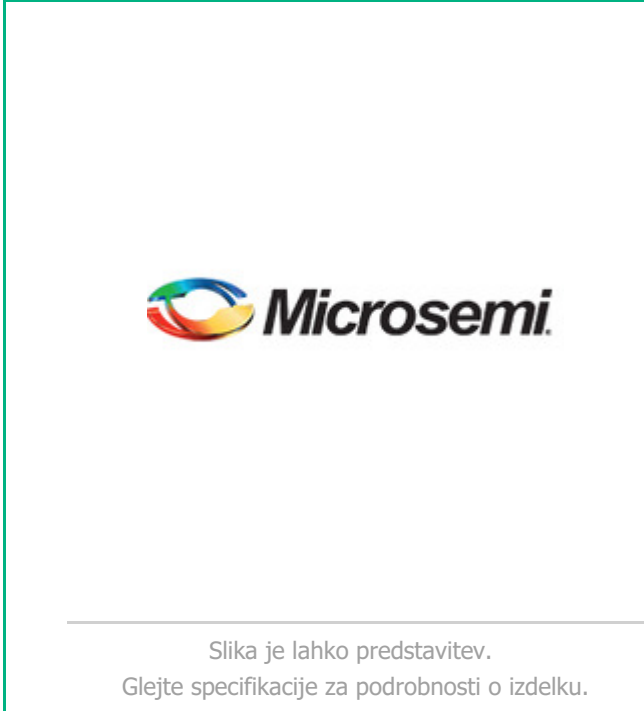 Microsemi.
Slika je lahko predstavitev.
Glejte specifikacije za podrobnosti o izdelku.